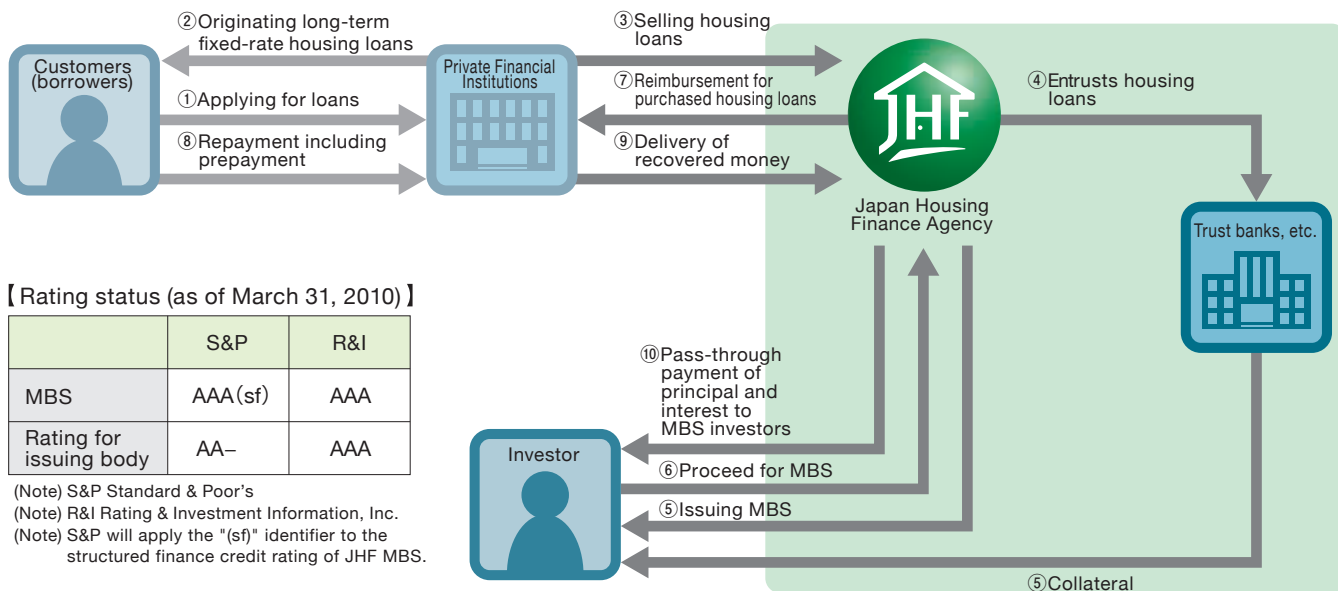 ②Originating long-term
fixed-rate housing loans
③Selling housing
loans
Customers
(borrowers)
Private Financial
Institutions
①Applying for loans
⑦Reimbursement for
purchased housing loans
JHF
④Entrusts housing
loans
⑧Repayment including
prepayment
⑨Delivery of
recovered money
Japan Housing
Finance Agency
Trust banks, etc.
【Rating status (as of March 31, 2010)】
S&P R&I
MBS AAA(sf) AAA
Rating for
issuing body AA– AAA
(Note) S&P Standard & Poor's
(Note) R&I Rating & Investment Information, Inc.
(Note) S&P will apply the "(sf)" identifier to the
structured finance credit rating of JHF MBS.
⑩Pass-through
payment of
principal and
interest to
MBS investors
Investor
⑥Proceed for MBS
⑤Issuing MBS
⑤Collateral